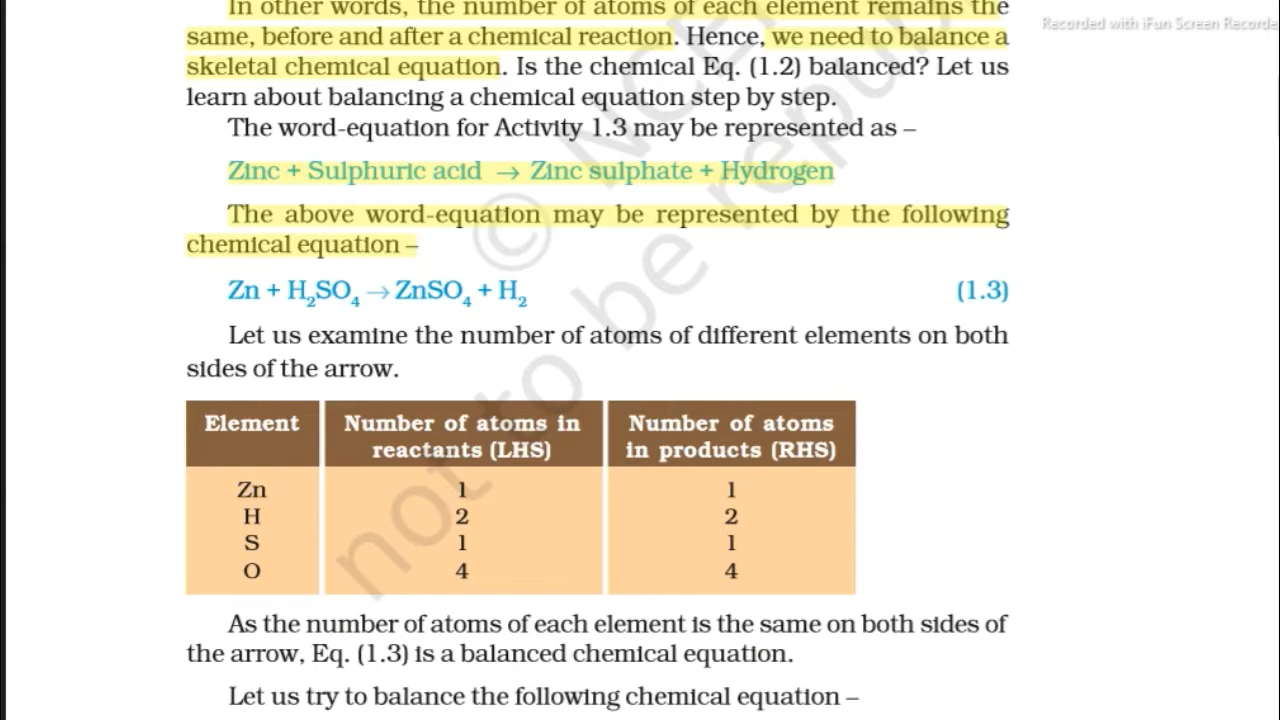 In other words, the number of atoms of each element remains the
same, before and after a chemical reaction. Hence, we need to balance a
skeletal chemical equation. Is the chemical Eq. (1.2) balanced? Let us
learn about balancing a chemical equation step by step.
The word-equation for Activity 1.3 may be represented as –
Zinc + Sulphuric acid → Zinc sulphate + Hydrogen
The above word-equation may be represented by the following
chemical equation –
Zn + H₂SO₄ → ZnSO₄ + H₂ (1.3)
Let us examine the number of atoms of different elements on both
sides of the arrow.
Element Number of atoms in reactants (LHS) Number of atoms in products (RHS)
Zn 1 1
H 2 2
S 1 1
O 4 4
As the number of atoms of each element is the same on both sides of
the arrow, Eq. (1.3) is a balanced chemical equation.
Let us try to balance the following chemical equation –
Recorded with iFun Screen Recorde
not to be